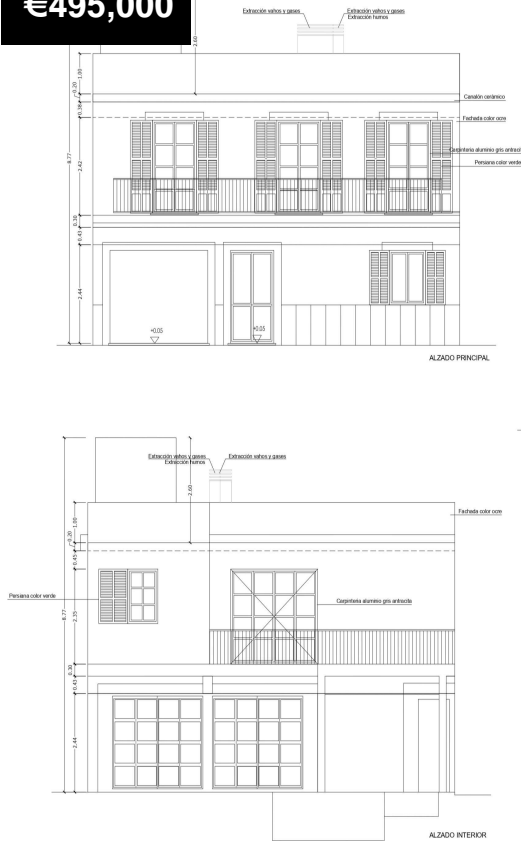 €495,000
Extracción vahos y gases
Extracción vahos y gases
Extracción humos
2.60
1.00
0.20
Canalón cerámico
0.38
Fachada color ocre
Carpintería aluminio gris antracita
8.77
2.42
Persiana color verde
0.30
0.43
2.44
+0.05
+0.05
ALZADO PRINCIPAL
Extracción vahos y gases
Extracción vahos y gases
Extracción humos
2.60
1.00
Fachada color ocre
0.20
0.45
Persiana color verde
Carpintería aluminio gris antracita
8.77
2.35
0.30
0.43
2.44
ALZADO INTERIOR